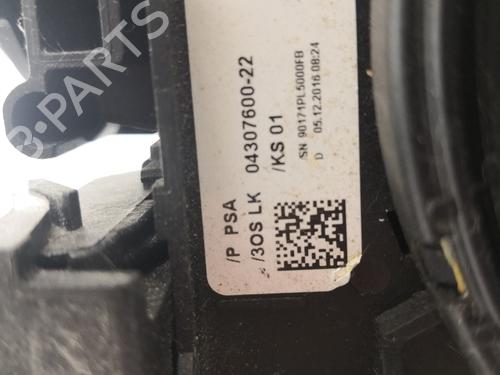 /P PSA
/3OS LK 04307600-22
/KS 01
/SN 90171PL5000FB
D 05.12.2016 08:24
B-PARTS